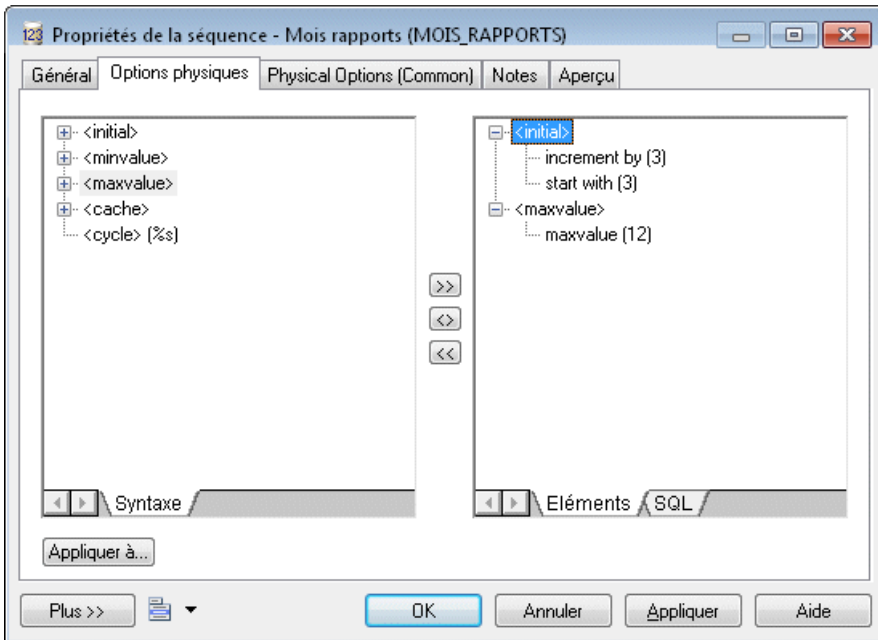 123 Propriétés de la séquence - Mois rapports (MOIS_RAPPORTS)
Général Options physiques Physical Options (Common) Notes Aperçu
<initial>
<minvalue>
<maxvalue>
<cache>
<cycle> (%s)
Syntaxe
>>
<>
<<
<initial>
increment by (3)
start with (3)
<maxvalue>
maxvalue (12)
Eléments SQL
Appliquer à...
Plus >> OK Annuler Appliquer Aide